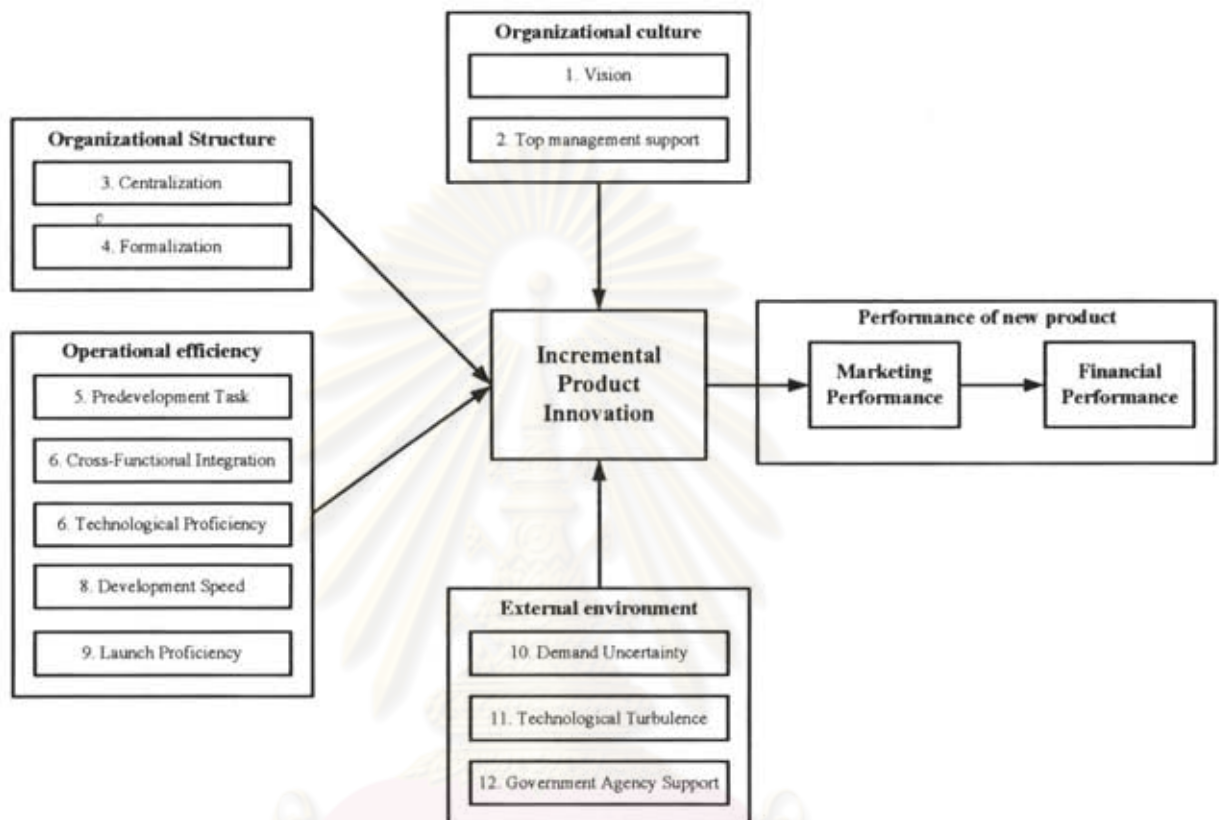 Organizational culture
1. Vision
2. Top management support
Organizational Structure
3. Centralization
4. Formalization
Operational efficiency
5. Predevelopment Task
6. Cross-Functional Integration
6. Technological Proficiency
8. Development Speed
9. Launch Proficiency
Incremental
Product
Innovation
Performance of new product
Marketing
Performance
Financial
Performance
External environment
10. Demand Uncertainty
11. Technological Turbulence
12. Government Agency Support